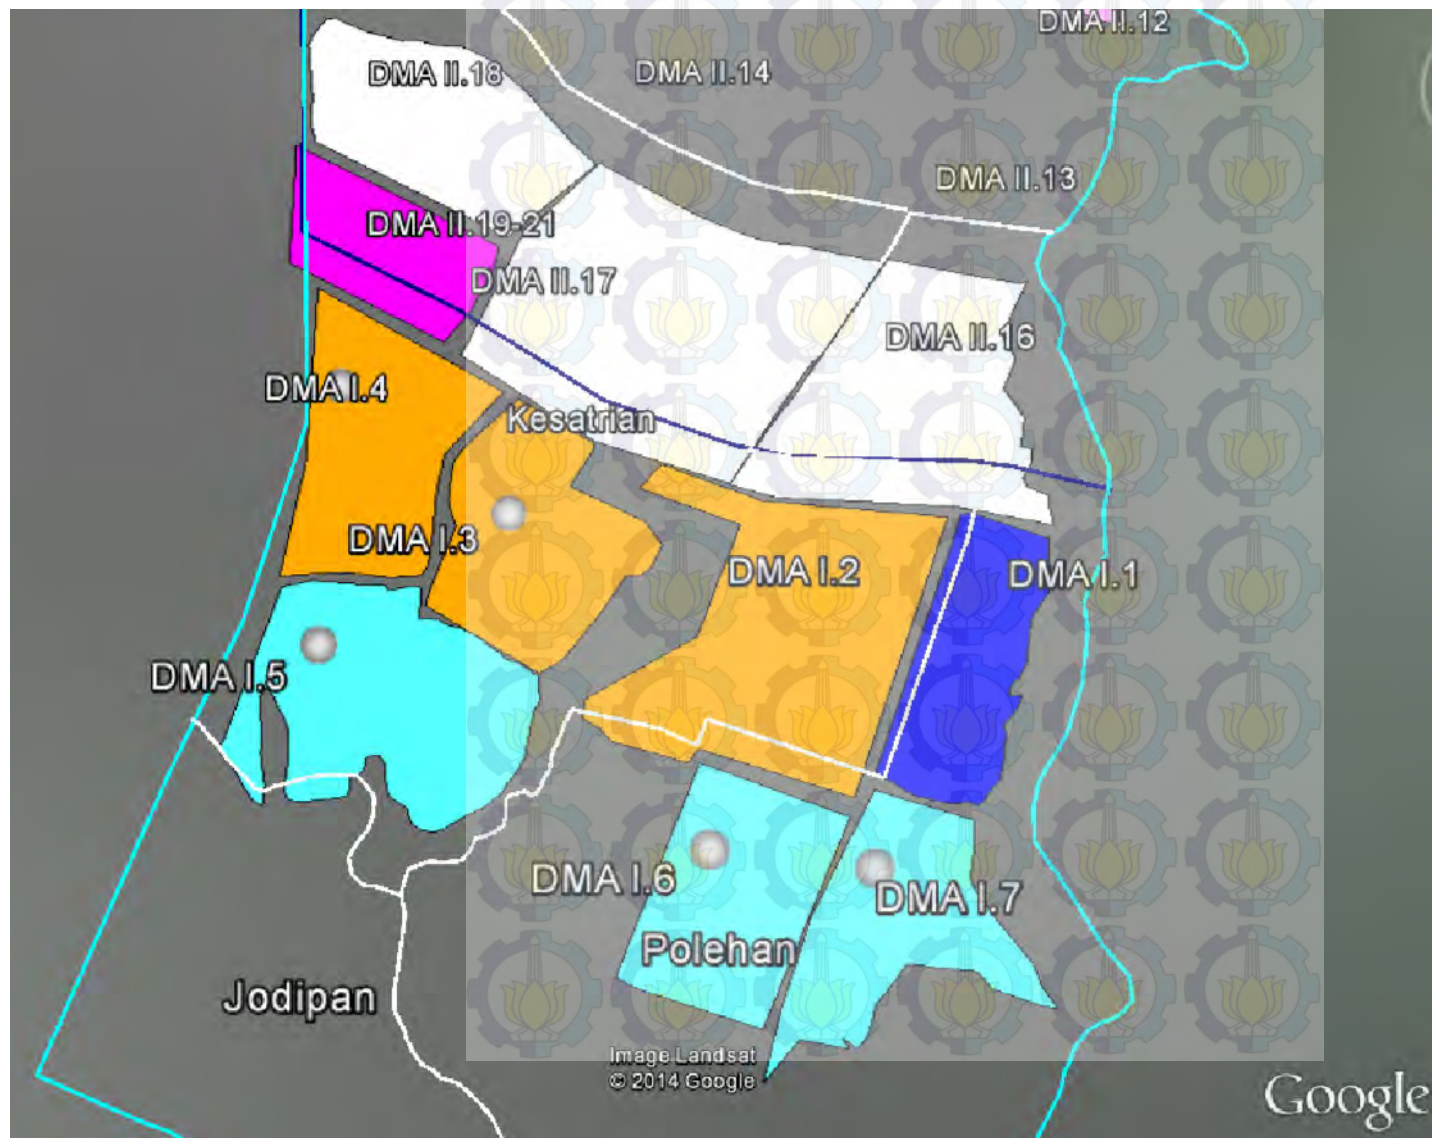 DMA II.12
DMA II.18
DMA II.14
DMA II.13
DMA II.19-21
DMA II.17
DMA II.16
DMA I.4
Kesatrian
DMA I.3
DMA I.2
DMA I.1
DMA I.5
DMA I.6
DMA I.7
Polehan
Jodipan
Image Landsat
© 2014 Google
Google